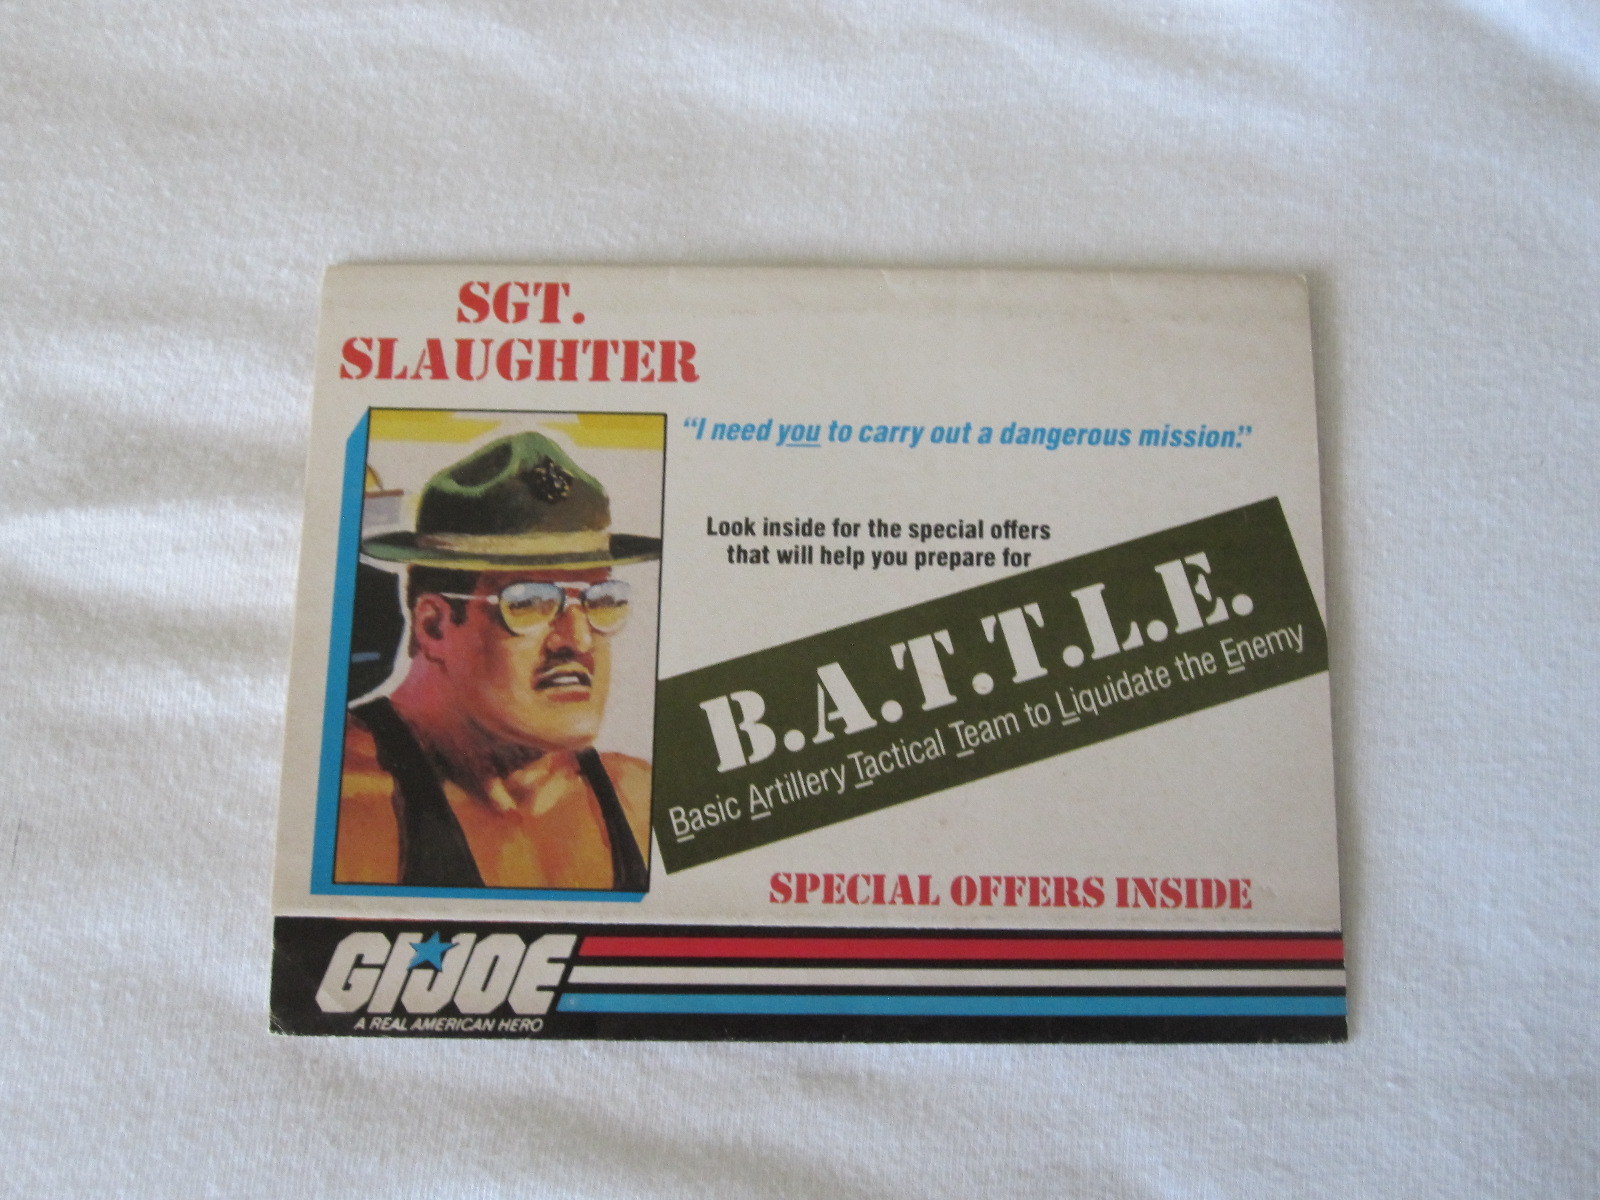 SGT.
SLAUGHTER
“I need you to carry out a dangerous mission.”
Look inside for the special offers
that will help you prepare for
B.A.T.T.L.E.
Basic Artillery Tactical Team to Liquidate the Enemy
SPECIAL OFFERS INSIDE
GI JOE
A REAL AMERICAN HERO